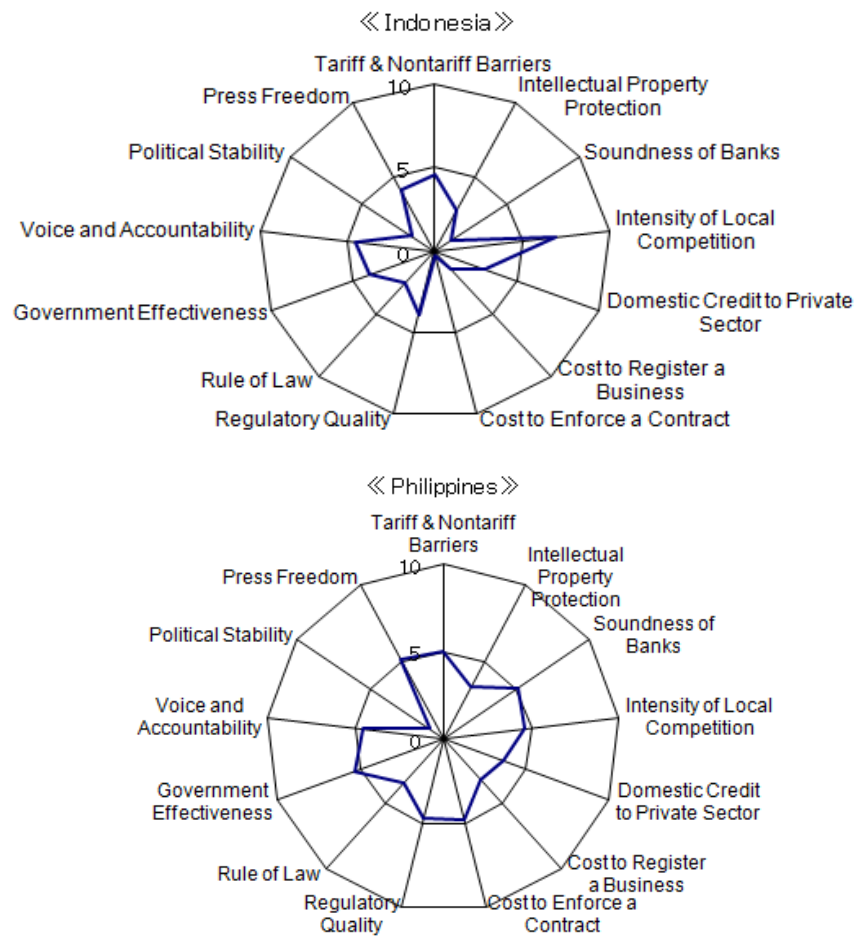 ≪Indonesia≫
Tariff & Nontariff Barriers
10
Intellectual Property
Protection
Press Freedom
Soundness of Banks
Political Stability
5
Intensity of Local
Competition
Voice and Accountability
0
Domestic Credit to Private
Sector
Government Effectiveness
Cost to Register a
Business
Rule of Law
Regulatory Quality
Cost to Enforce a Contract
≪Philippines≫
Tariff & Nontariff
Barriers
10
Intellectual
Property
Protection
Press Freedom
Soundness of
Banks
Political Stability
5
Intensity of Local
Competition
Voice and
Accountability
0
Domestic Credit
to Private Sector
Government
Effectiveness
Cost to Register
a Business
Rule of Law
Regulatory
Quality
Cost to Enforce a
Contract